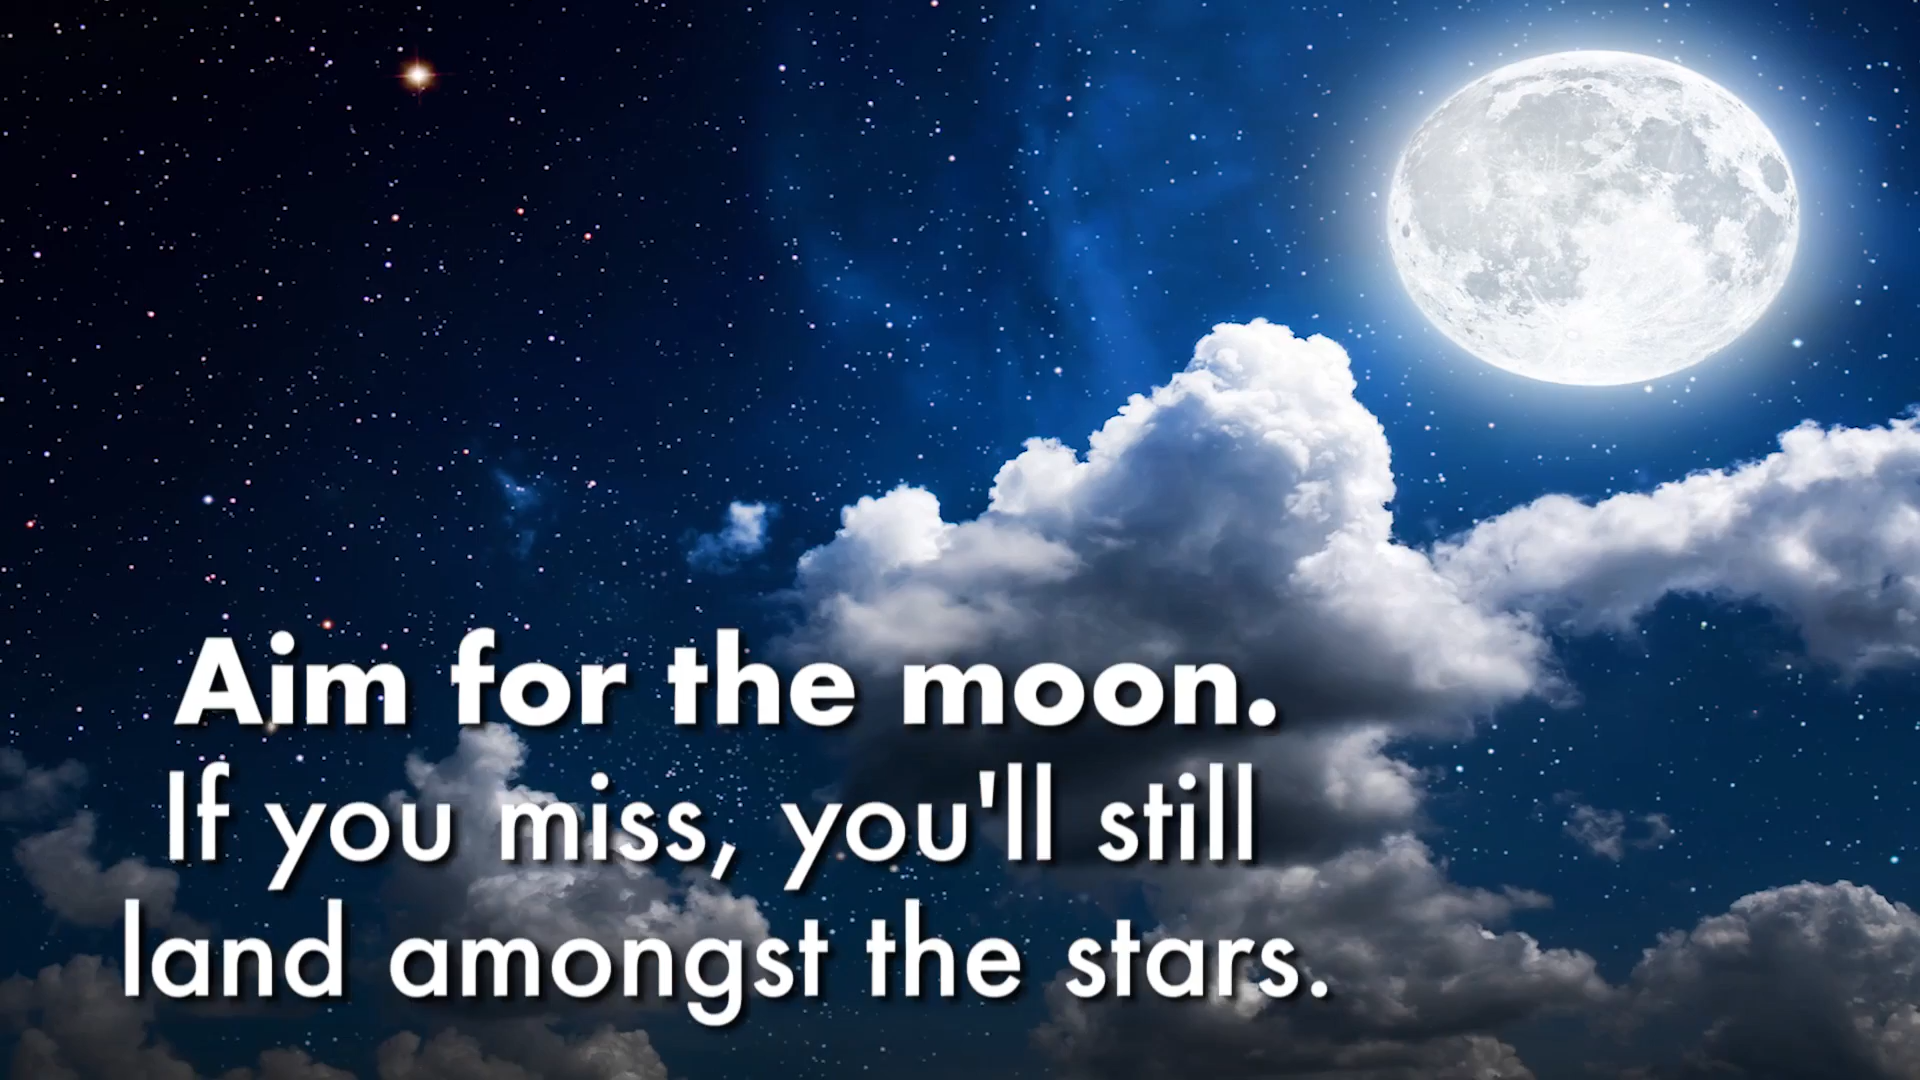 Aim for the moon.
If you miss, you'll still
land amongst the stars.